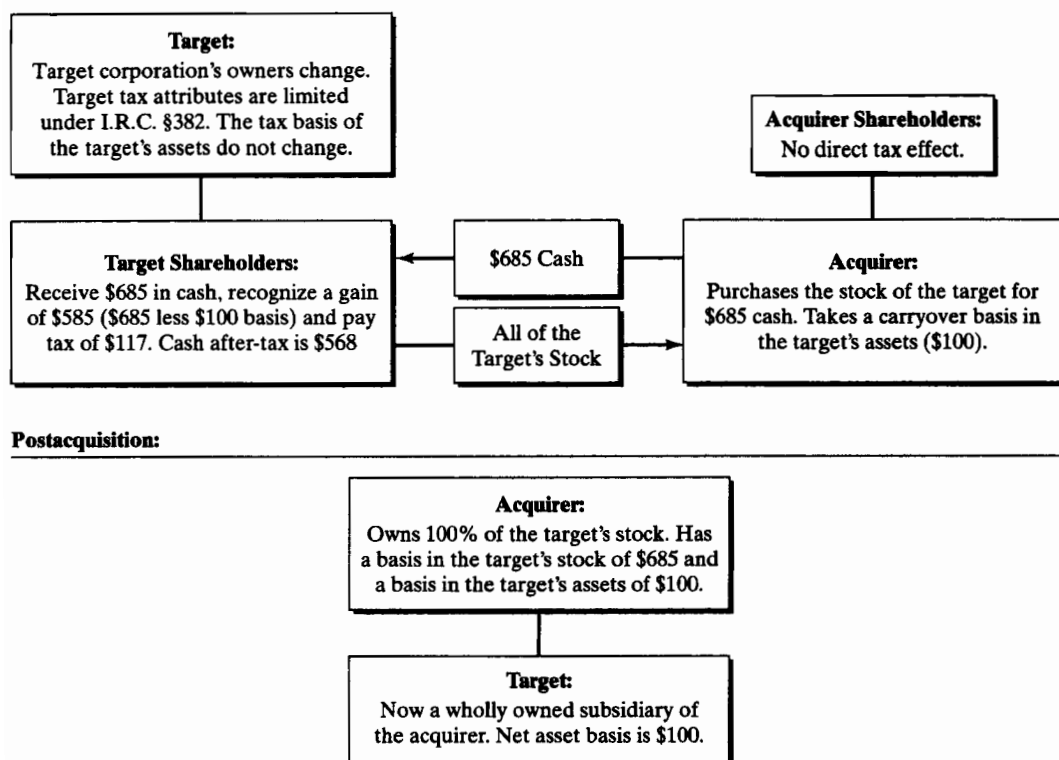 Target:
Target corporation's owners change.
Target tax attributes are limited
under I.R.C. §382. The tax basis of
the target's assets do not change.
Acquirer Shareholders:
No direct tax effect.
Target Shareholders:
Receive $685 in cash, recognize a gain
of $585 ($685 less $100 basis) and pay
tax of $117. Cash after-tax is $568
$685 Cash
All of the
Target's Stock
Acquirer:
Purchases the stock of the target for
$685 cash. Takes a carryover basis in
the target's assets ($100).
Postacquisition:
Acquirer:
Owns 100% of the target's stock. Has
a basis in the target's stock of $685 and
a basis in the target's assets of $100.
Target:
Now a wholly owned subsidiary of
the acquirer. Net asset basis is $100.